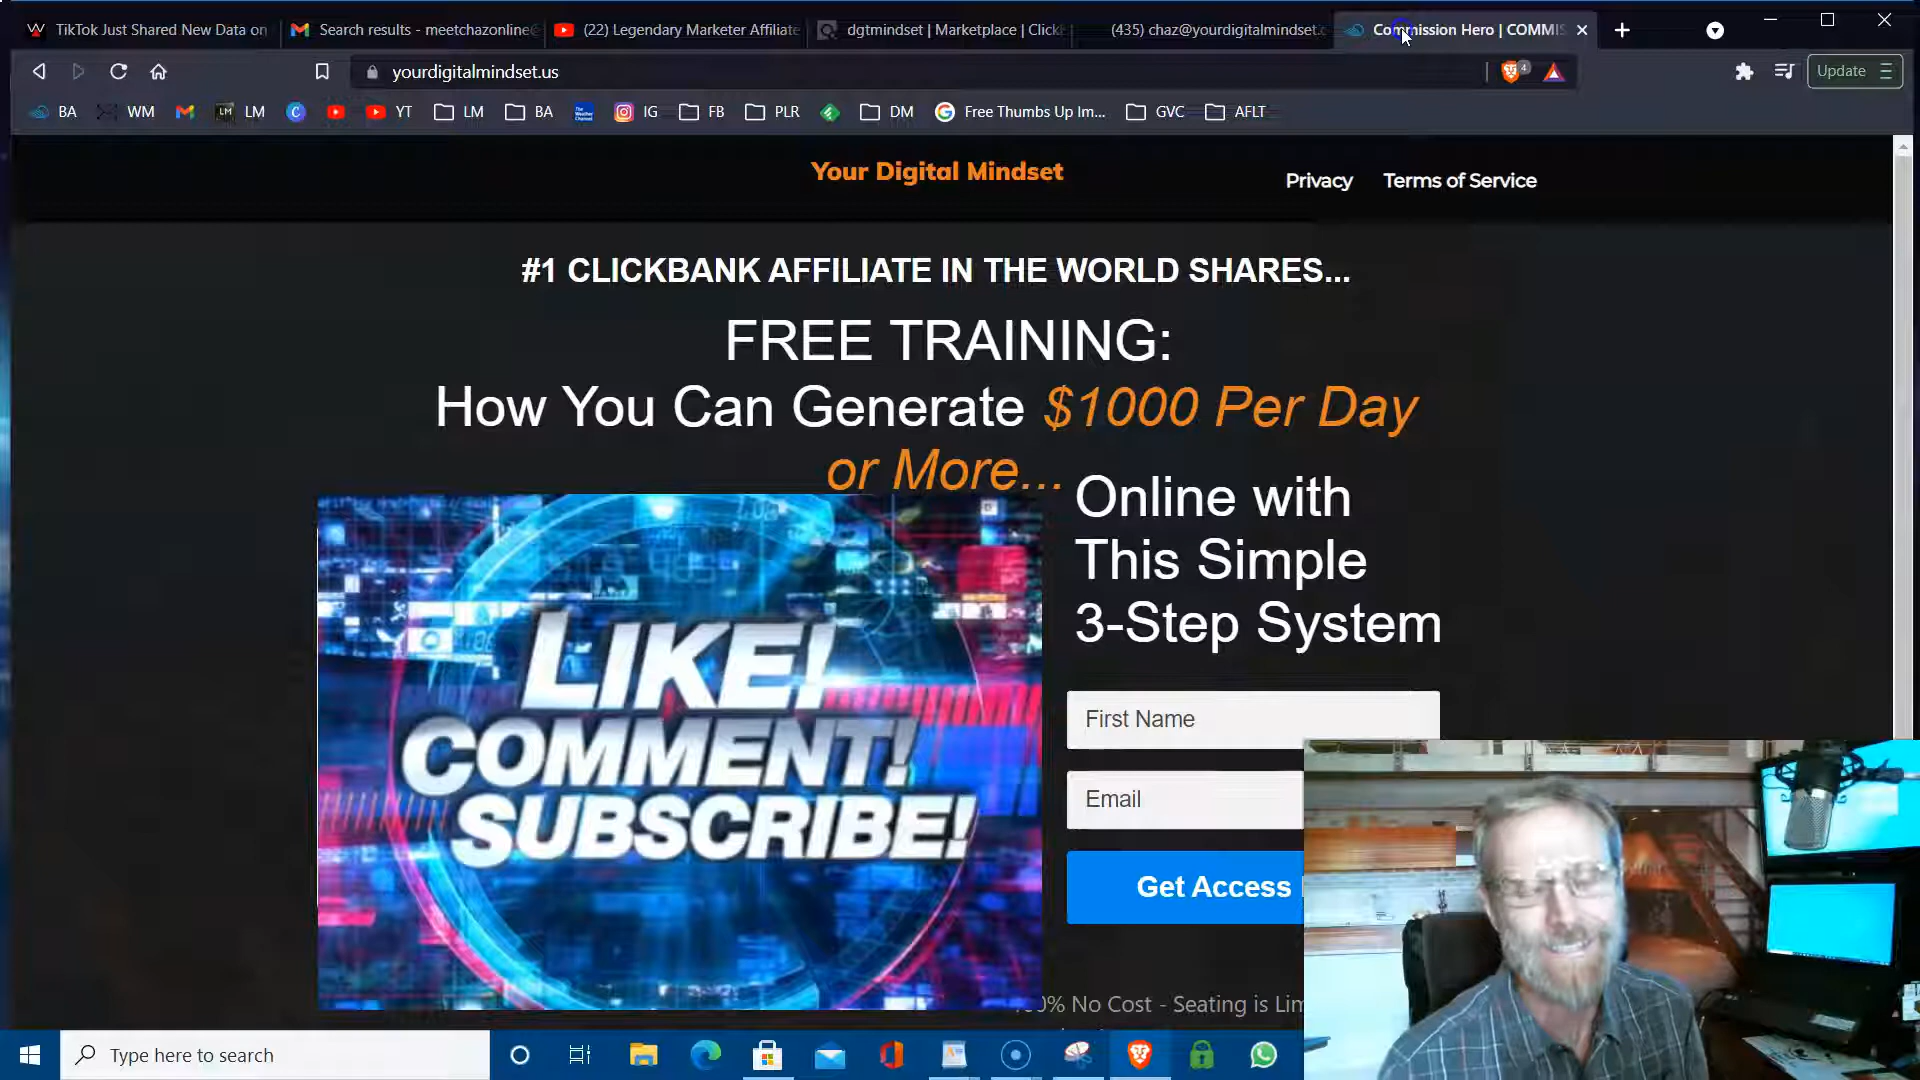 TikTok Just Shared New Data on
Search results - meetchazonline@
(22) Legendary Marketer Affiliate
dgtmindset | Marketplace | Click
(435) chaz@yourdigitalmindset.c
Commission Hero | COMMIS
yourdigitalmindset.us
4
Update
BA
WM
LM
YT
LM
BA
IG
FB
PLR
DM
Free Thumbs Up Im...
GVC
AFLT
Your Digital Mindset
Privacy
Terms of Service
#1 CLICKBANK AFFILIATE IN THE WORLD SHARES...
FREE TRAINING:
How You Can Generate $1000 Per Day
or More...
Online with
This Simple
3-Step System
LIKE!
COMMENT!
SUBSCRIBE!
First Name
Email
Get Access
0% No Cost - Seating is Lim
Type here to search